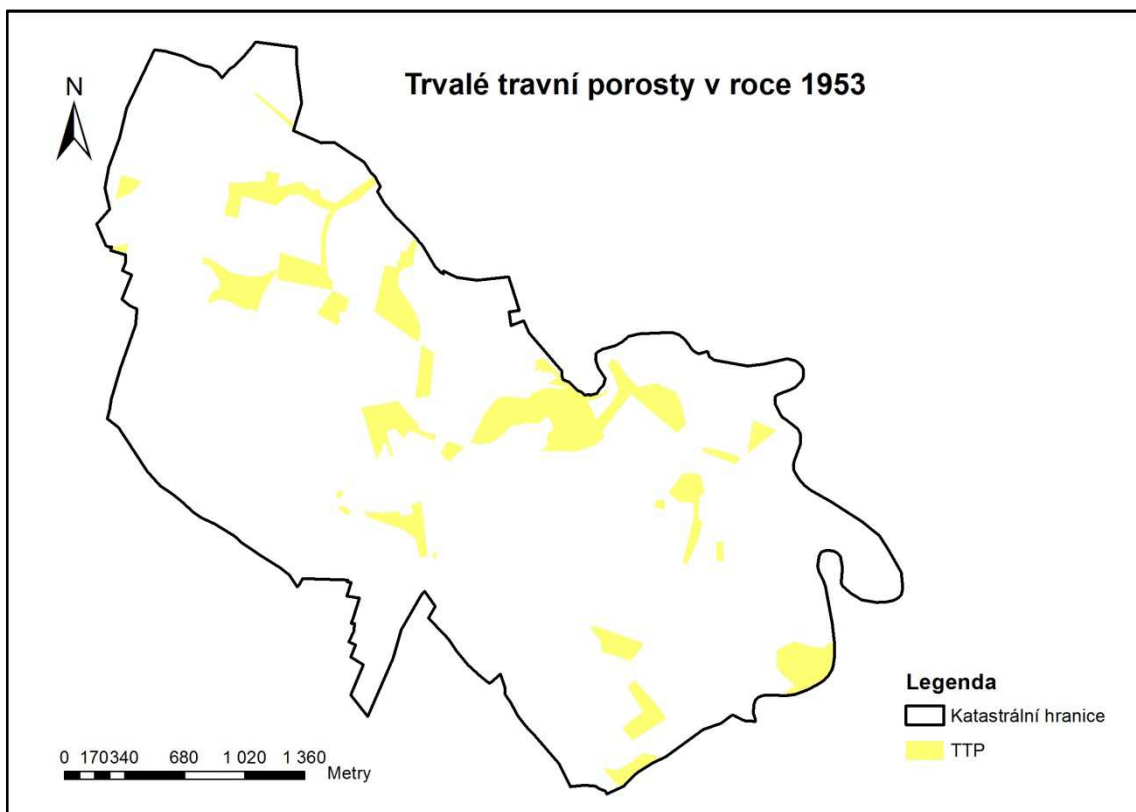 Trvalé travní porosty v roce 1953
N
Legenda
Katastrální hranice
TTP
0 170340 680 1 020 1 360
Metry